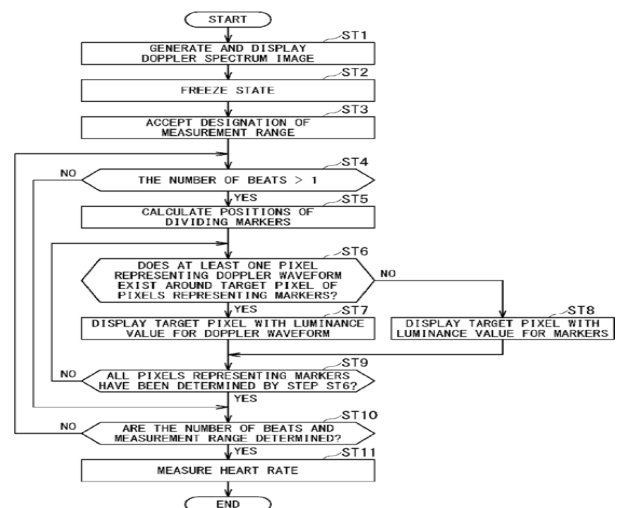 START
ST1
GENERATE AND DISPLAY
DOPPLER SPECTRUM IMAGE
ST2
FREEZE STATE
ST3
ACCEPT DESIGNATION OF
MEASUREMENT RANGE
ST4
NO
THE NUMBER OF BEATS > 1
YES
ST5
CALCULATE POSITIONS OF
DIVIDING MARKERS
ST6
DOES AT LEAST ONE PIXEL
REPRESENTING DOPPLER WAVEFORM
EXIST AROUND TARGET PIXEL OF
PIXELS REPRESENTING MARKERS?
NO
YES
ST7
DISPLAY TARGET PIXEL WITH LUMINANCE
VALUE FOR DOPPLER WAVEFORM
ST8
DISPLAY TARGET PIXEL WITH
LUMINANCE VALUE FOR MARKERS
ST9
NO
ALL PIXELS REPRESENTING MARKERS
HAVE BEEN DETERMINED BY STEP ST6?
YES
ST10
NO
ARE THE NUMBER OF BEATS AND
MEASUREMENT RANGE DETERMINED?
YES
ST11
MEASURE HEART RATE
END